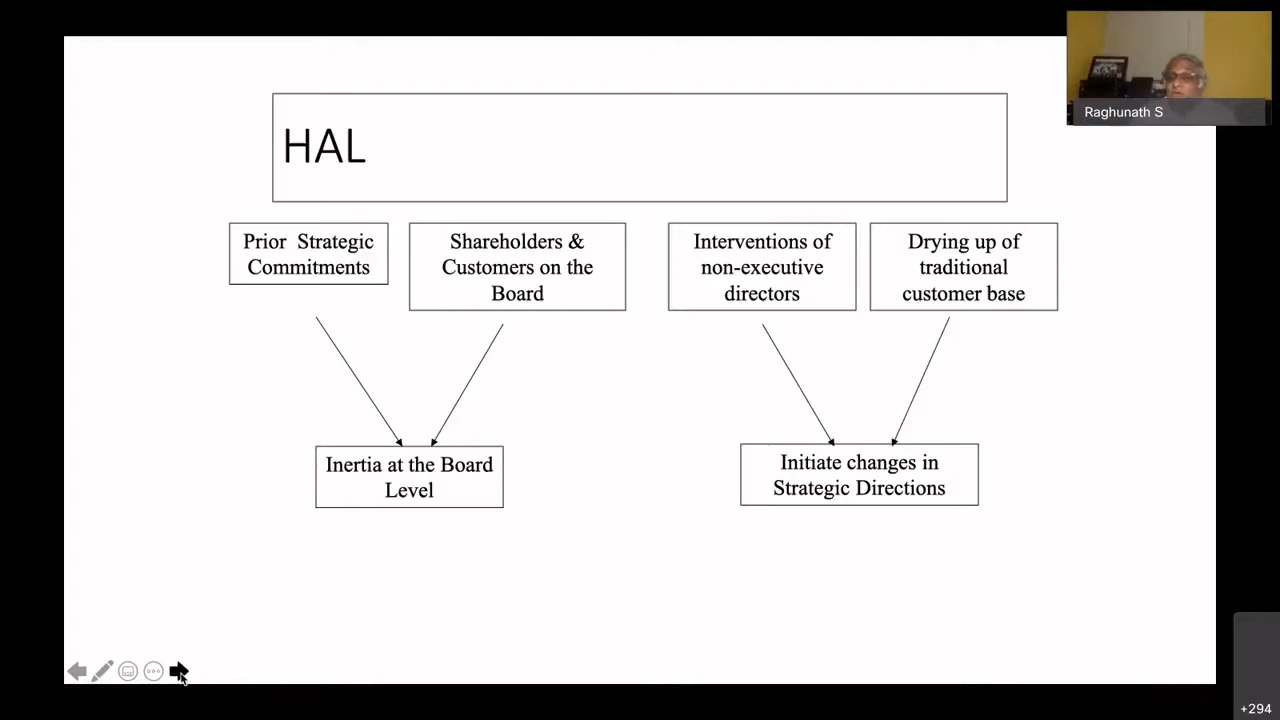 Raghunath S
HAL
Prior Strategic
Commitments
Shareholders &
Customers on the
Board
Interventions of
non-executive
directors
Drying up of
traditional
customer base
Inertia at the Board
Level
Initiate changes in
Strategic Directions
+294